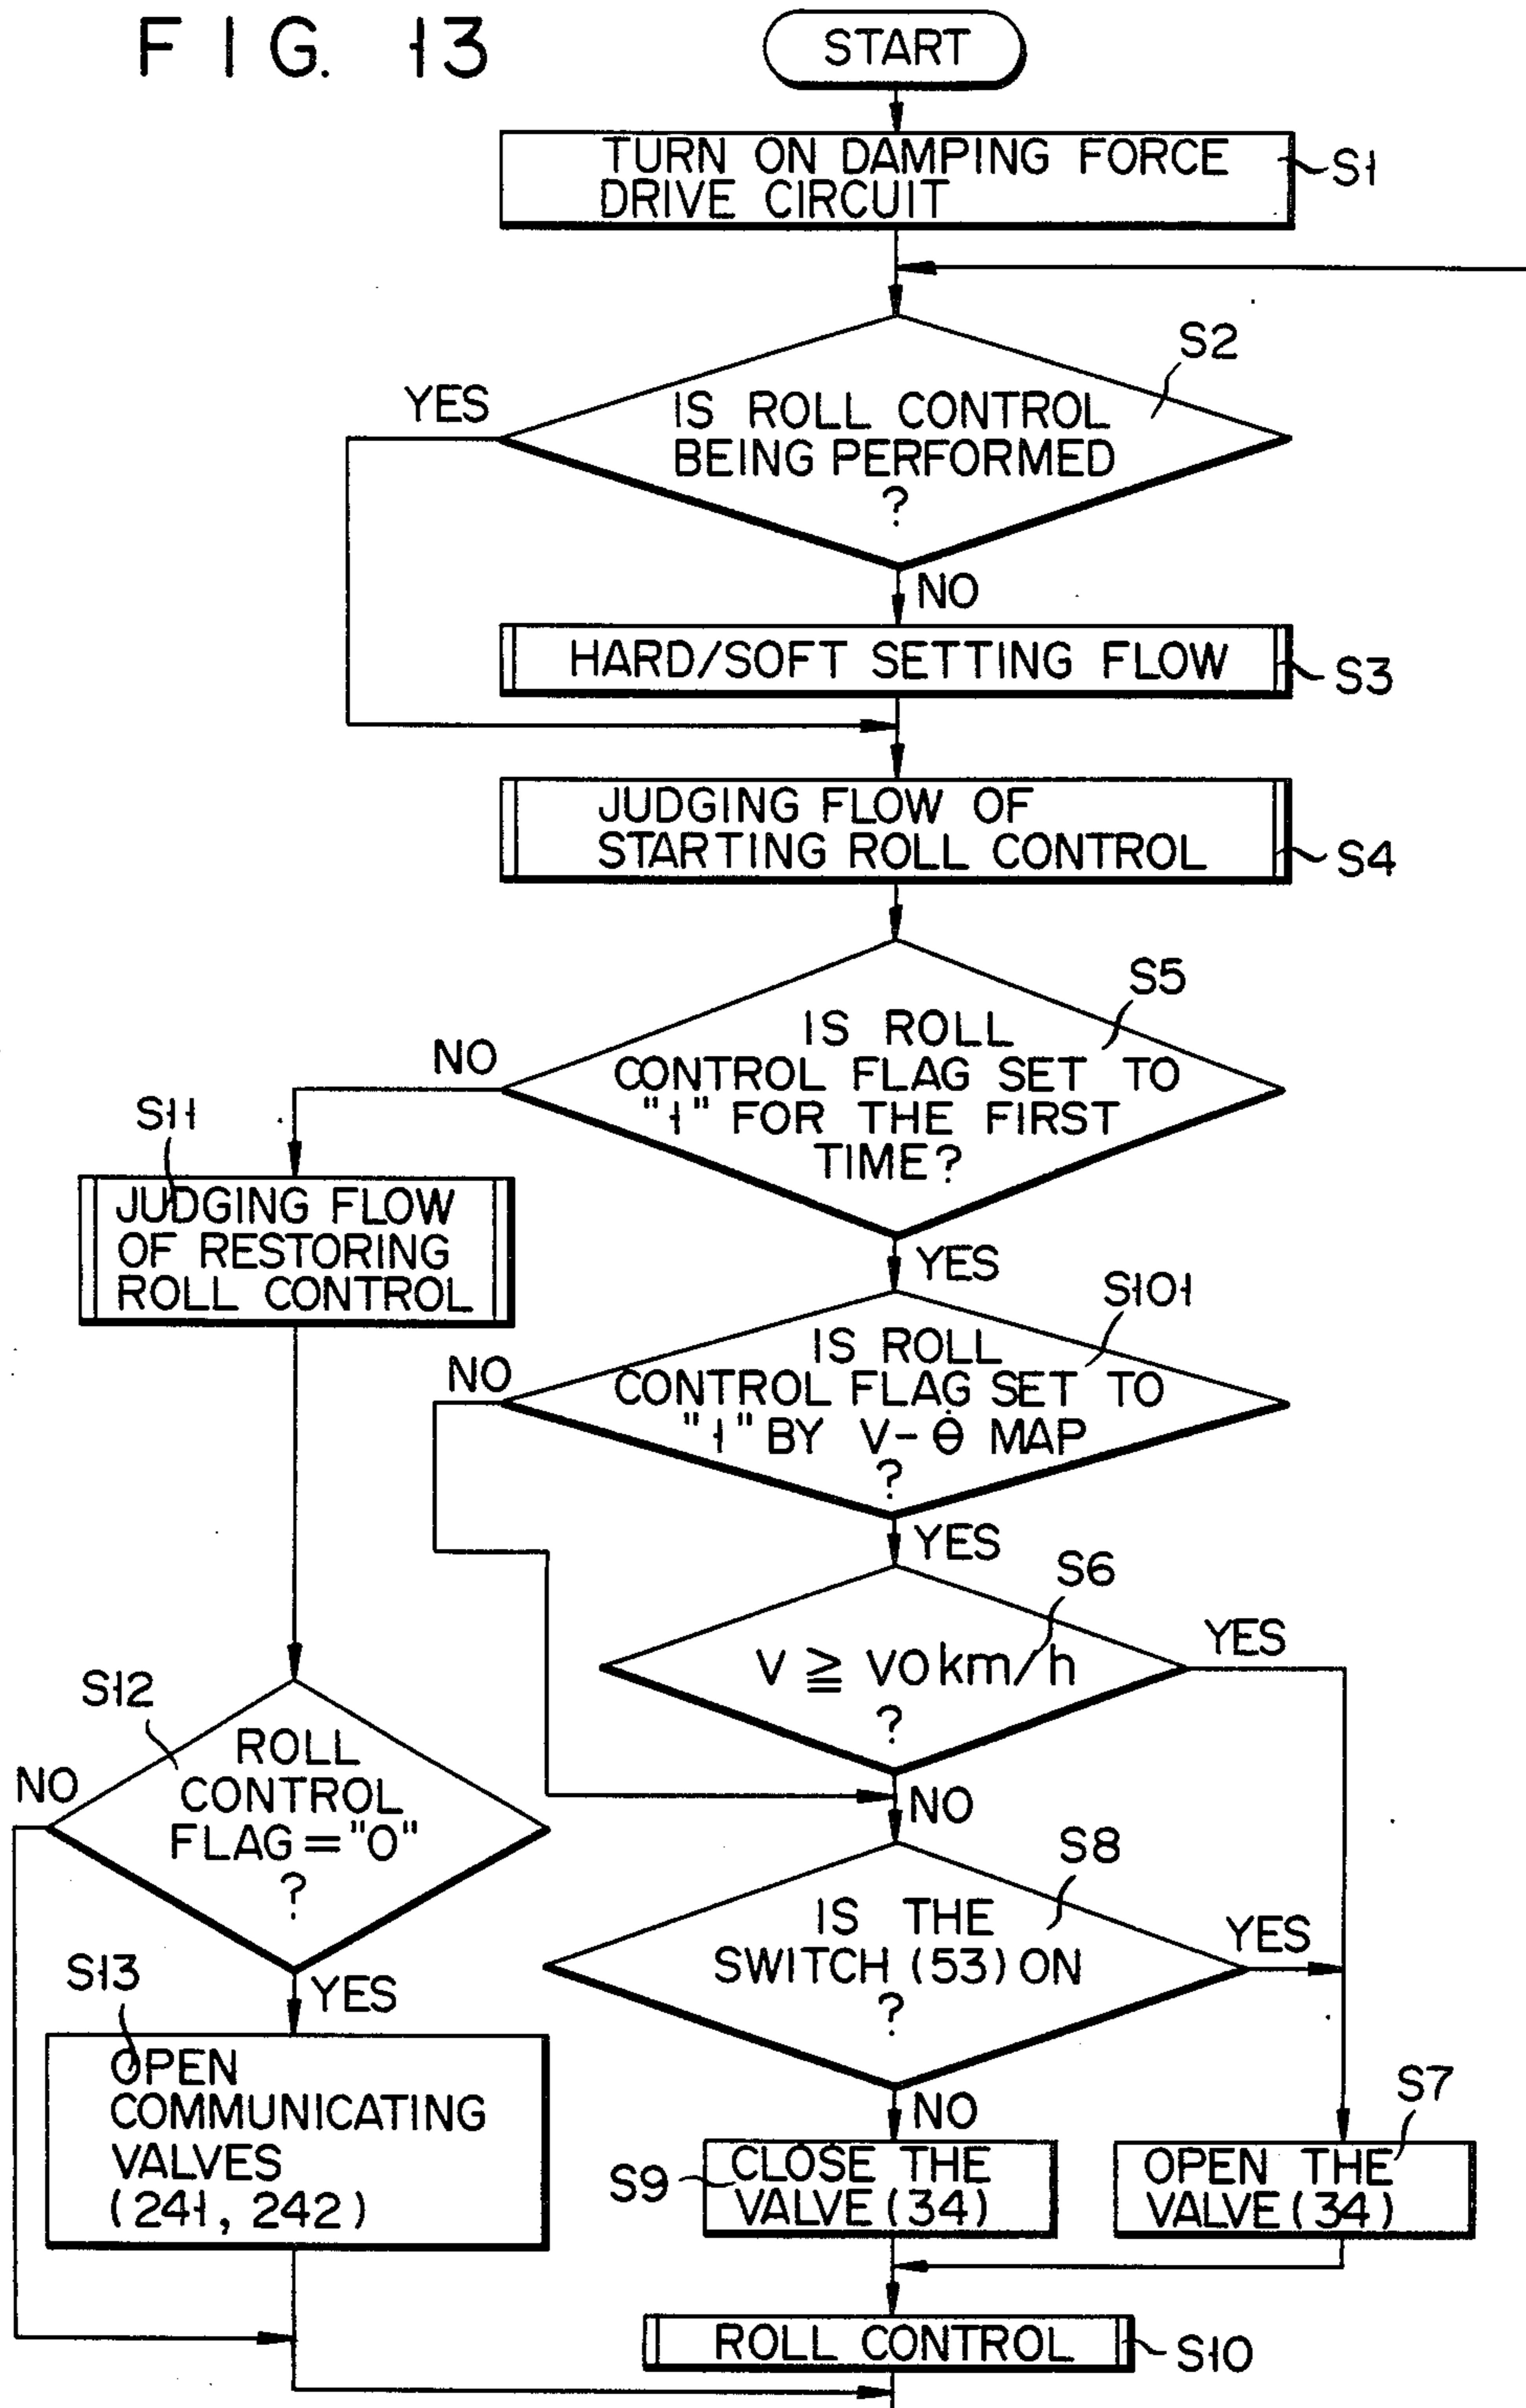 FIG. 13
START
TURN ON DAMPING FORCE
DRIVE CIRCUIT
S1
S2
YES
IS ROLL CONTROL
BEING PERFORMED
?
NO
HARD/SOFT SETTING FLOW
S3
JUDGING FLOW OF
STARTING ROLL CONTROL
S4
S5
NO
IS ROLL
CONTROL FLAG SET TO
"1" FOR THE FIRST
TIME?
S11
JUDGING FLOW
OF RESTORING
ROLL CONTROL
YES
S101
NO
IS ROLL
CONTROL FLAG SET TO
"1" BY V-θ̇ MAP
?
YES
S6
V ≧ V0 km/h
?
YES
S12
NO
ROLL
CONTROL
FLAG="0"
?
NO
S8
IS THE
SWITCH (53) ON
?
YES
S13
YES
OPEN
COMMUNICATING
VALVES
(241, 242)
NO
S9
CLOSE THE
VALVE (34)
S7
OPEN THE
VALVE (34)
ROLL CONTROL
S10